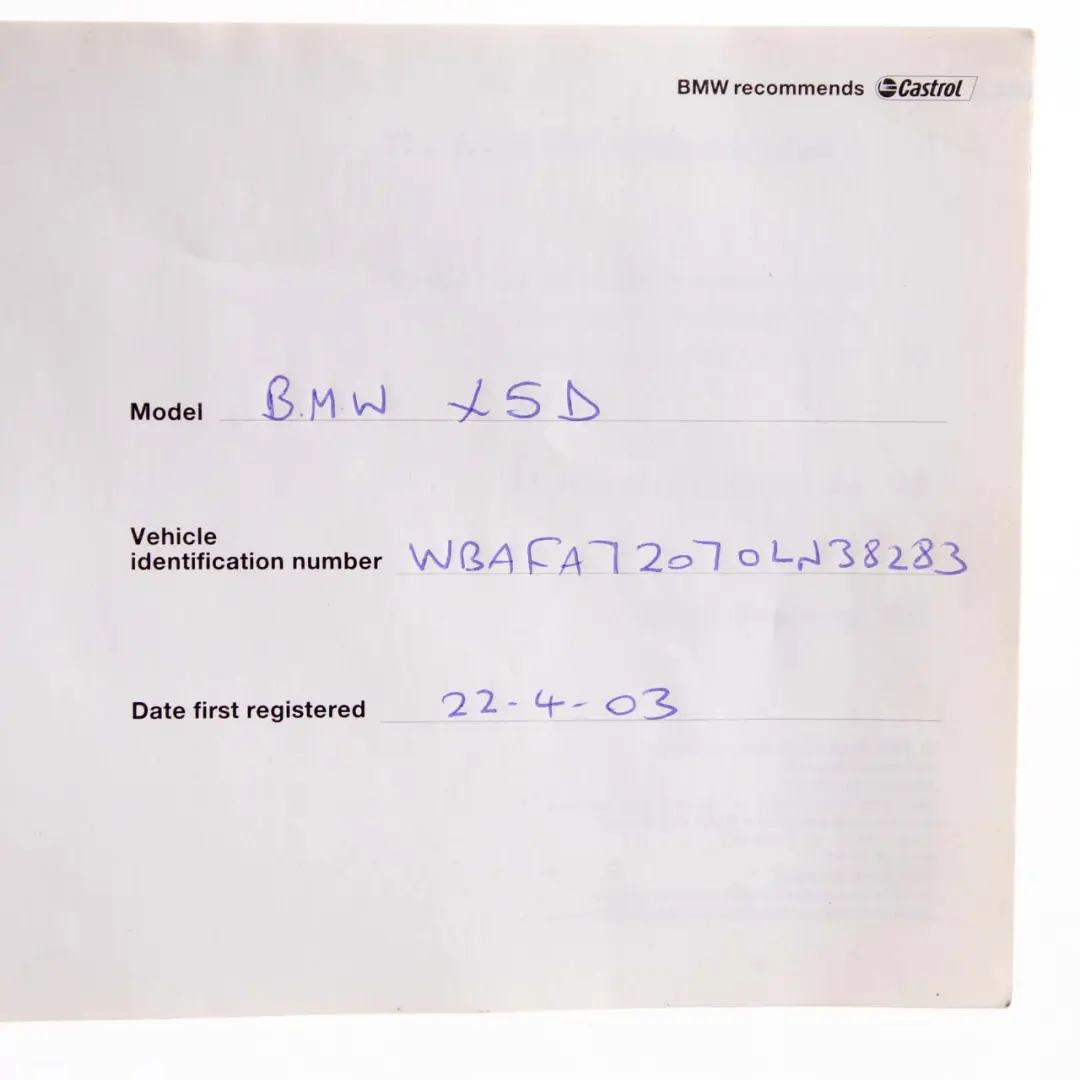 BMW recommends Castrol
Model B.M.W X5D
Vehicle
identification number WBAFA72070LN38283
Date first registered 22-4-03